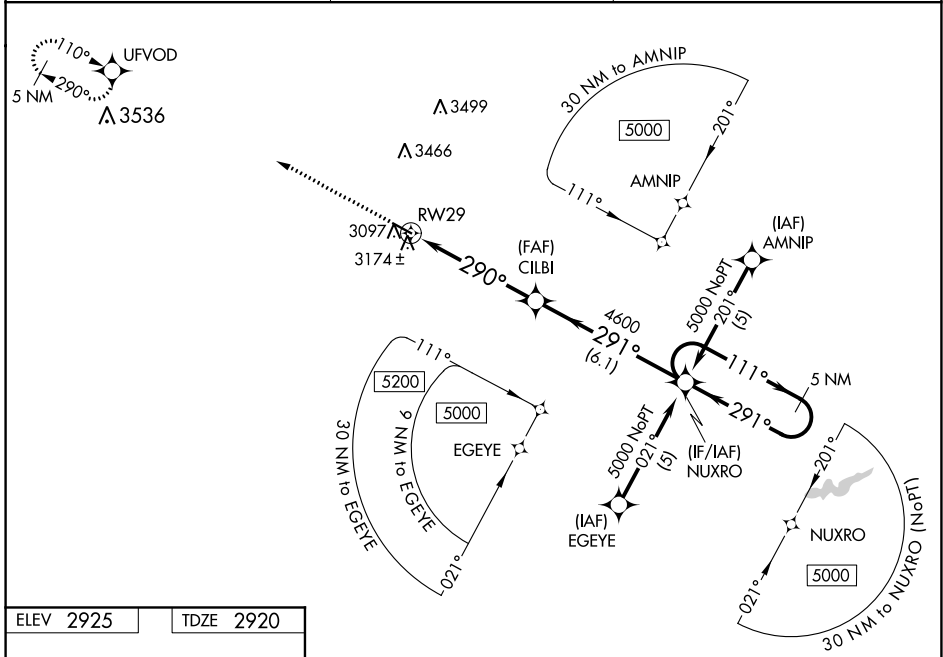 110°
UFVOD
290°
5 NM
3536
3499
3466
30 NM to AMNIP
5000
201°
AMNIP
111°
RW29
3097
3174 ±
290°
(FAF)
CILBI
(IAF)
AMNIP
5000 NoPT
201°
(5)
4600
291°
(6.1)
111°
5 NM
291°
(IF/IAF)
NUXRO
111°
5200
5000
9 NM to EGEYE
30 NM to EGEYE
EGEYE
021°
5000 NoPT
021°
(5)
(IAF)
EGEYE
201°
NUXRO
5000
021°
30 NM to NUXRO (NoPT)
ELEV 2925
TDZE 2920